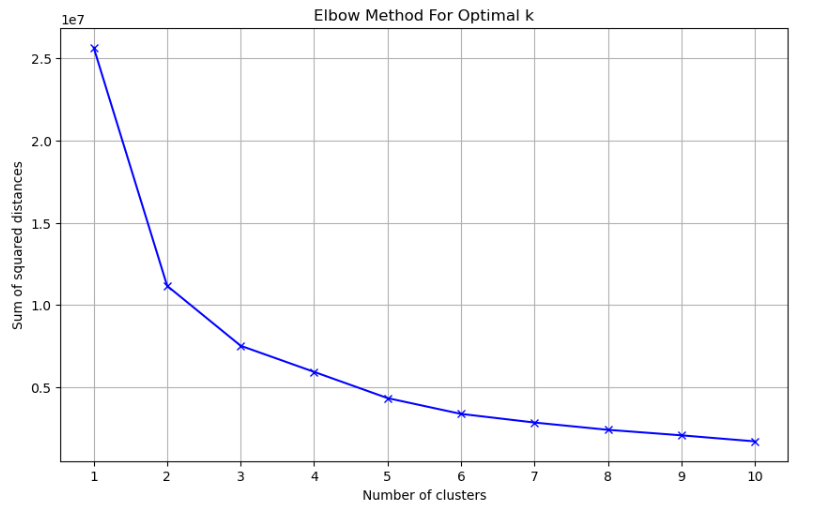 Elbow Method For Optimal k
1e7
2.5
2.0
1.5
1.0
0.5
Sum of squared distances
1 2 3 4 5 6 7 8 9 10
Number of clusters